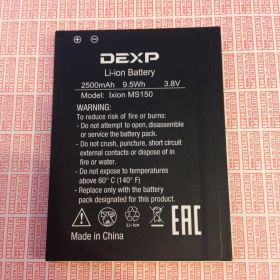 DEXP
Li-ion Battery
2500mAh 9.5Wh 3.8V
Model: Ixion MS150
WARNING:
To reduce risk of fire or burns:
- Do not attempt to open, disassemble/
or service the battery pack.
- Do not crush, puncture, short circuit
external contacts or dispose
of fire or water.
- Do not expose to temperature
above 60° C (140° F)
- Replace only with the battery
designated for this product.
Made in China
Li-ion
EAC